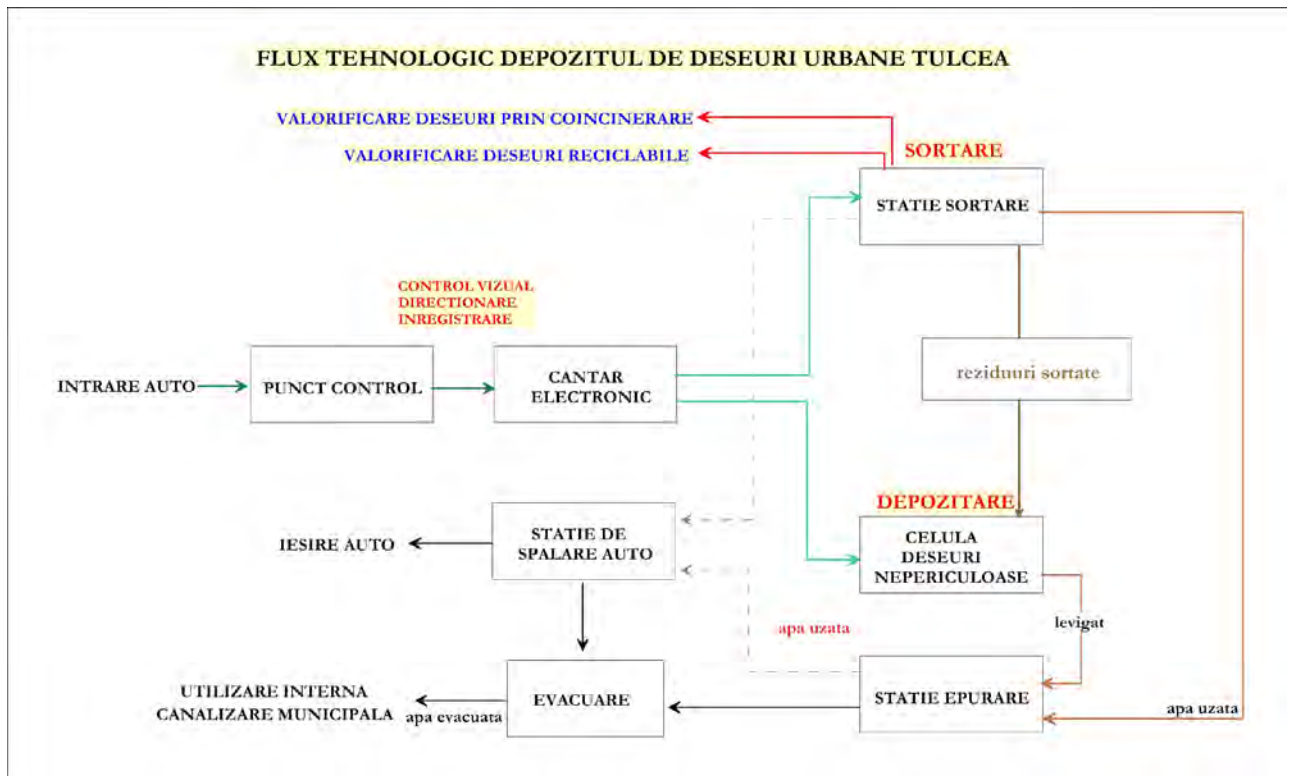 FLUX TEHNOLOGIC DEPOZITUL DE DESEURI URBANE TULCEA
VALORIFICARE DESEURI PRIN COINCINERARE
VALORIFICARE DESEURI RECICLABILE
SORTARE
STATIE SORTARE
CONTROL VIZUAL
DIRECTIONARE
INREGISTRARE
INTRARE AUTO
PUNCT CONTROL
CANTAR
ELECTRONIC
reziduuri sortate
DEPOZITARE
CELULA
DESEURI
NEPERICULOASE
IESIRE AUTO
STATIE DE
SPALARE AUTO
apa uzata
levigat
UTILIZARE INTERNA
CANALIZARE MUNICIPALA
apa evacuata
EVACUARE
STATIE EPURARE
apa uzata